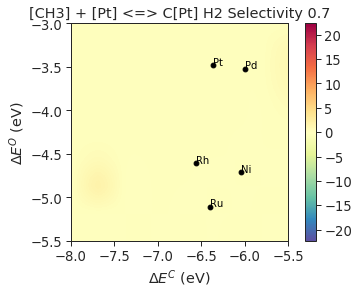 [CH3] + [Pt] <=> C[Pt] H2 Selectivity 0.7
−3.0
−3.5
−4.0
−4.5
−5.0
−5.5
ΔE^O (eV)
Pt
Pd
Rh
Ni
Ru
−8.0 −7.5 −7.0 −6.5 −6.0 −5.5
ΔE^C (eV)
20
15
10
5
0
−5
−10
−15
−20